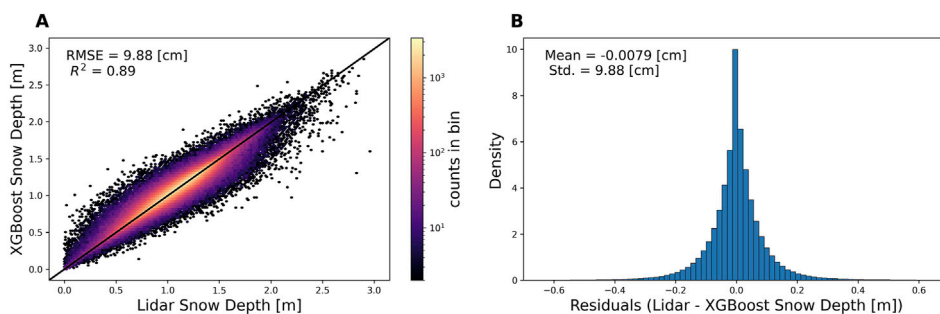 A
RMSE = 9.88 [cm]
R² = 0.89
XGBoost Snow Depth [m]
3.0
2.5
2.0
1.5
1.0
0.5
0.0
0.0 0.5 1.0 1.5 2.0 2.5 3.0
Lidar Snow Depth [m]
10³
10²
10¹
counts in bin
B
Mean = -0.0079 [cm]
Std. = 9.88 [cm]
Density
10
8
6
4
2
0
−0.6 −0.4 −0.2 0.0 0.2 0.4 0.6
Residuals (Lidar - XGBoost Snow Depth [m])